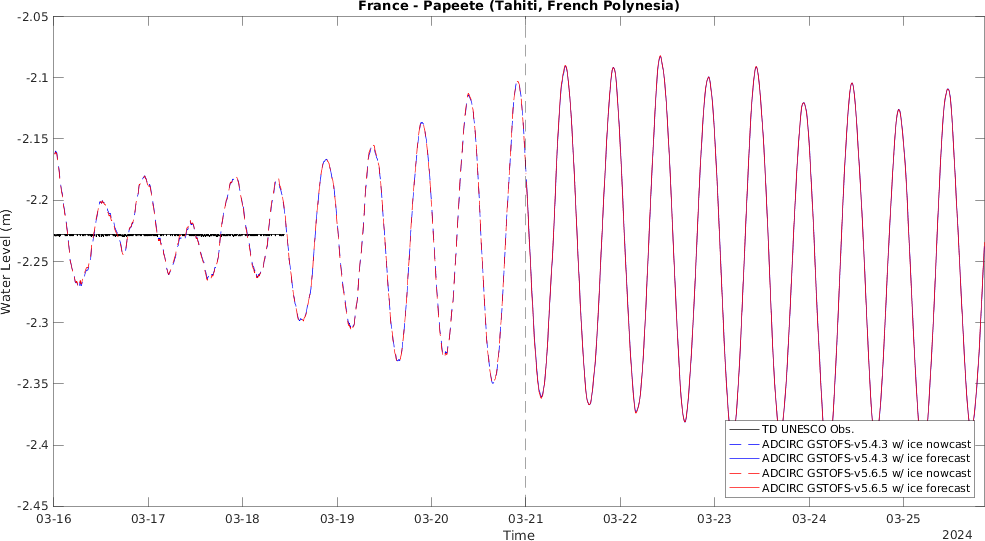 France - Papeete (Tahiti, French Polynesia)
-2.05
-2.1
-2.15
-2.2
-2.25
-2.3
-2.35
-2.4
-2.45
Water Level (m)
TD UNESCO Obs.
ADCIRC GSTOFS-v5.4.3 w/ ice nowcast
ADCIRC GSTOFS-v5.4.3 w/ ice forecast
ADCIRC GSTOFS-v5.6.5 w/ ice nowcast
ADCIRC GSTOFS-v5.6.5 w/ ice forecast
03-16 03-17 03-18 03-19 03-20 03-21 03-22 03-23 03-24 03-25
Time
2024